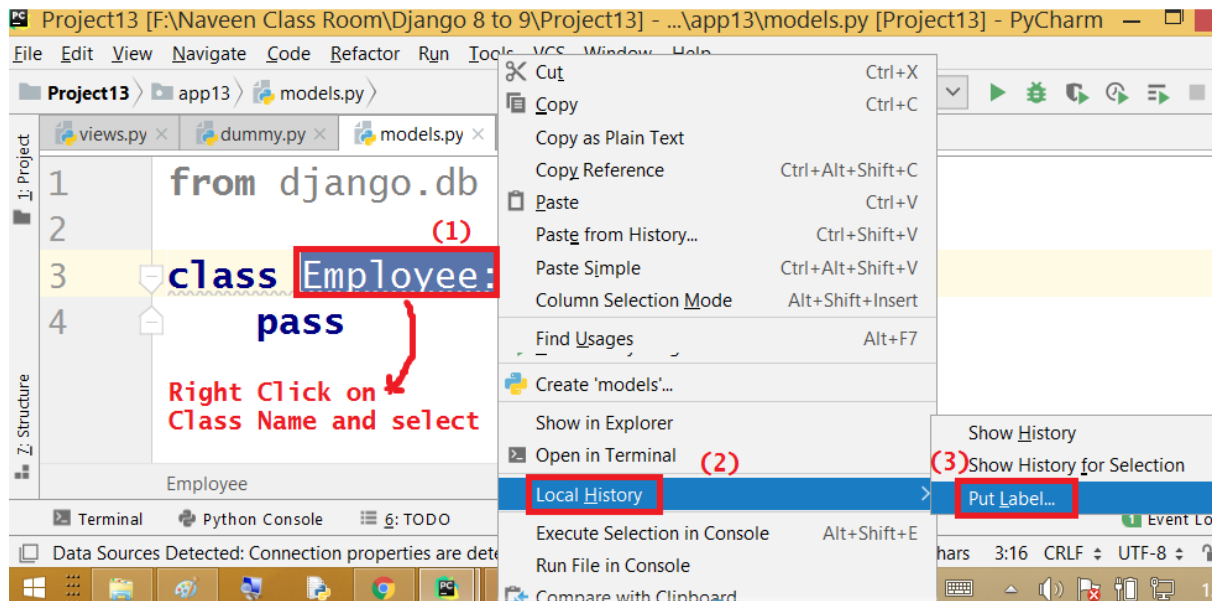 PC Project13 [F:\Naveen Class Room\Django 8 to 9\Project13] - ...\app13\models.py [Project13] - PyCharm
File Edit View Navigate Code Refactor Run Tools VCS Window Help
Project13 app13 models.py
views.py dummy.py models.py
1: Project
1 from django.db
2
(1)
3 class Employee:
4 pass
Right Click on
Class Name and select
Z: Structure
Employee
Cut Ctrl+X
Copy Ctrl+C
Copy as Plain Text
Copy Reference Ctrl+Alt+Shift+C
Paste Ctrl+V
Paste from History... Ctrl+Shift+V
Paste Simple Ctrl+Alt+Shift+V
Column Selection Mode Alt+Shift+Insert
Find Usages Alt+F7
Create 'models'...
Show in Explorer
Open in Terminal
(2)
Local History
Execute Selection in Console Alt+Shift+E
Run File in Console
Compare with Clipboard
Show History
(3)
Show History for Selection
Put Label...
Terminal Python Console 6: TODO
1 Event Lo
Data Sources Detected: Connection properties are dete
hars 3:16 CRLF UTF-8
PC